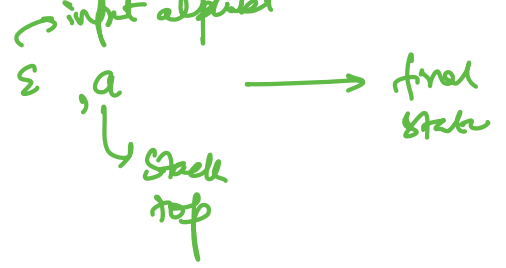 input alphabet
ε , a → final state
stack top